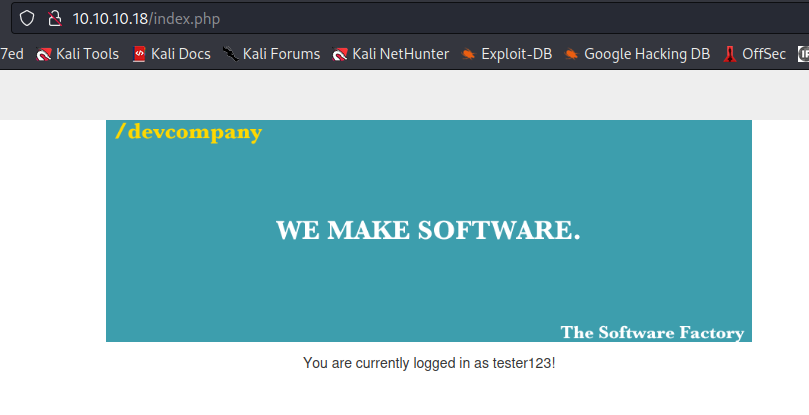 10.10.10.18/index.php
7ed Kali Tools Kali Docs Kali Forums Kali NetHunter Exploit-DB Google Hacking DB OffSec
/devcompany
WE MAKE SOFTWARE.
The Software Factory
You are currently logged in as tester123!